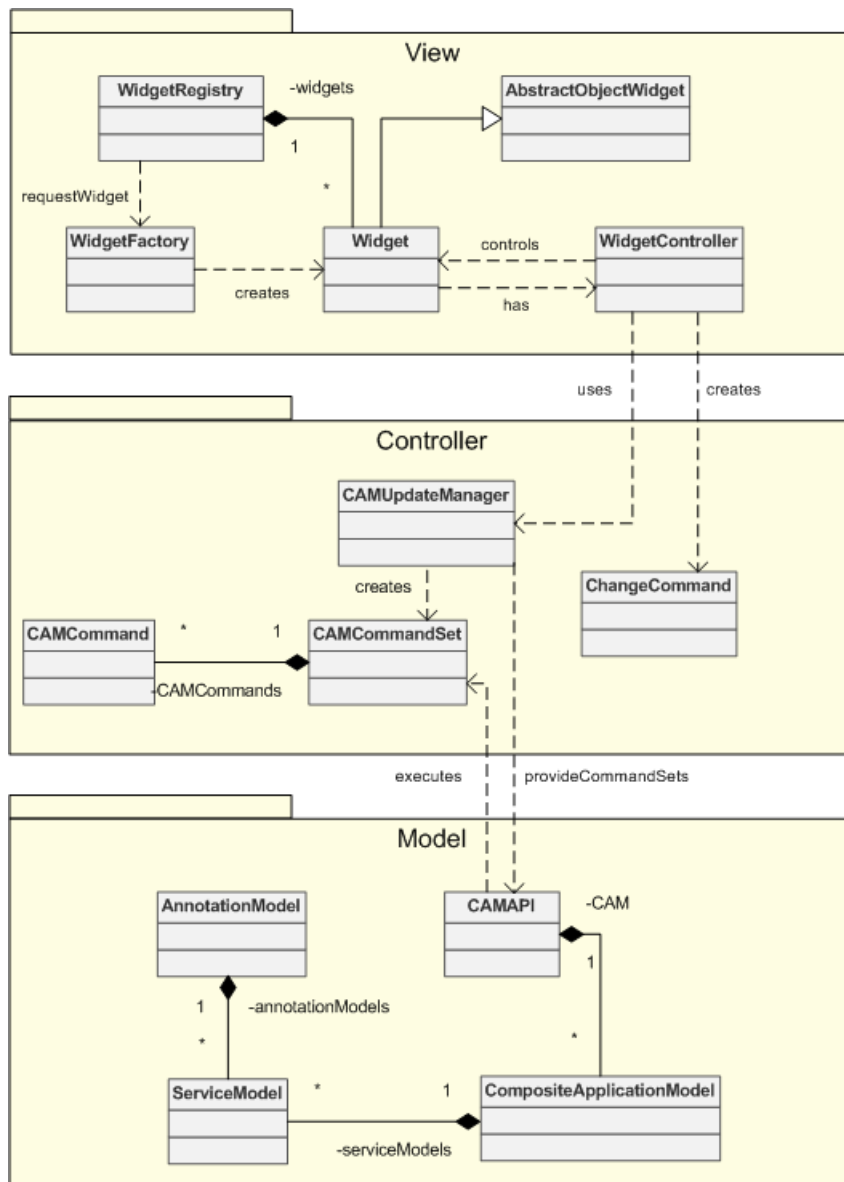 View
WidgetRegistry
-widgets
AbstractObjectWidget
1
*
requestWidget
WidgetFactory
Widget
controls
WidgetController
creates
has
uses
creates
Controller
CAMUpdateManager
creates
ChangeCommand
CAMCommand
*
1
CAMCommandSet
-CAMCommands
executes
provideCommandSets
Model
AnnotationModel
CAMAPI
-CAM
1
1
-annotationModels
*
*
ServiceModel
*
1
CompositeApplicationModel
-serviceModels